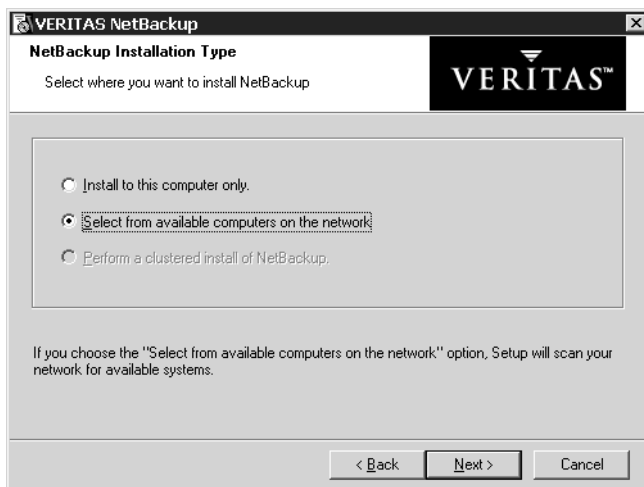 VERITAS NetBackup
NetBackup Installation Type
Select where you want to install NetBackup
VERITAS™
Install to this computer only.
Select from available computers on the network
Perform a clustered install of NetBackup.
If you choose the "Select from available computers on the network" option, Setup will scan your
network for available systems.
< Back
Next >
Cancel